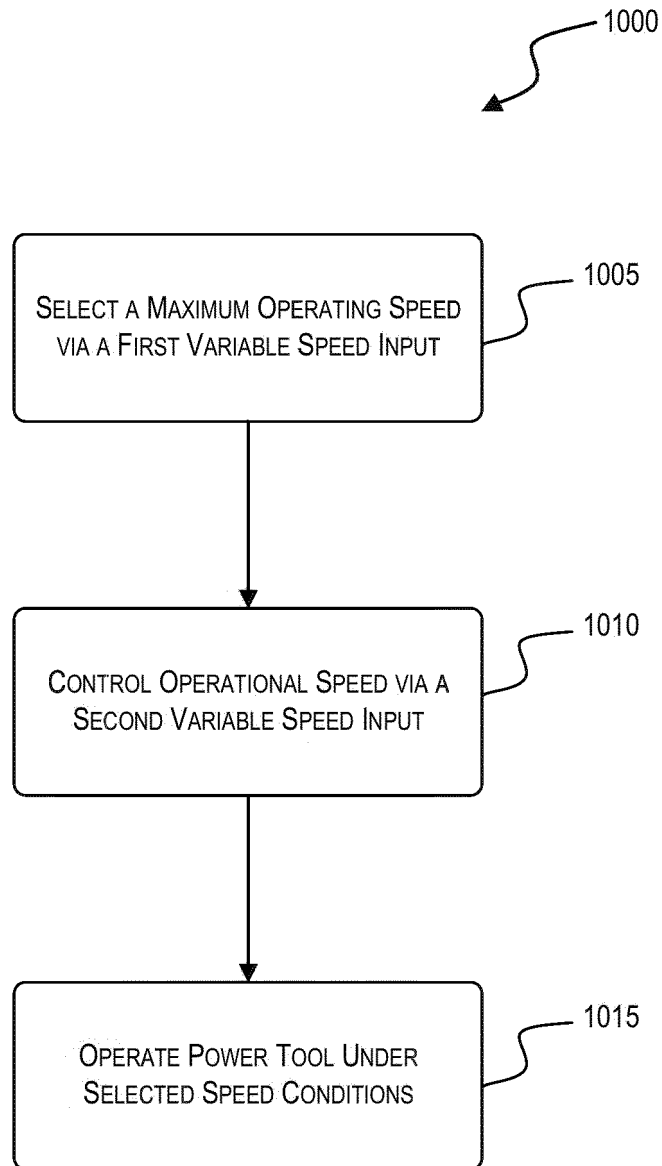 1000
SELECT A MAXIMUM OPERATING SPEED
VIA A FIRST VARIABLE SPEED INPUT
1005
CONTROL OPERATIONAL SPEED VIA A
SECOND VARIABLE SPEED INPUT
1010
OPERATE POWER TOOL UNDER
SELECTED SPEED CONDITIONS
1015